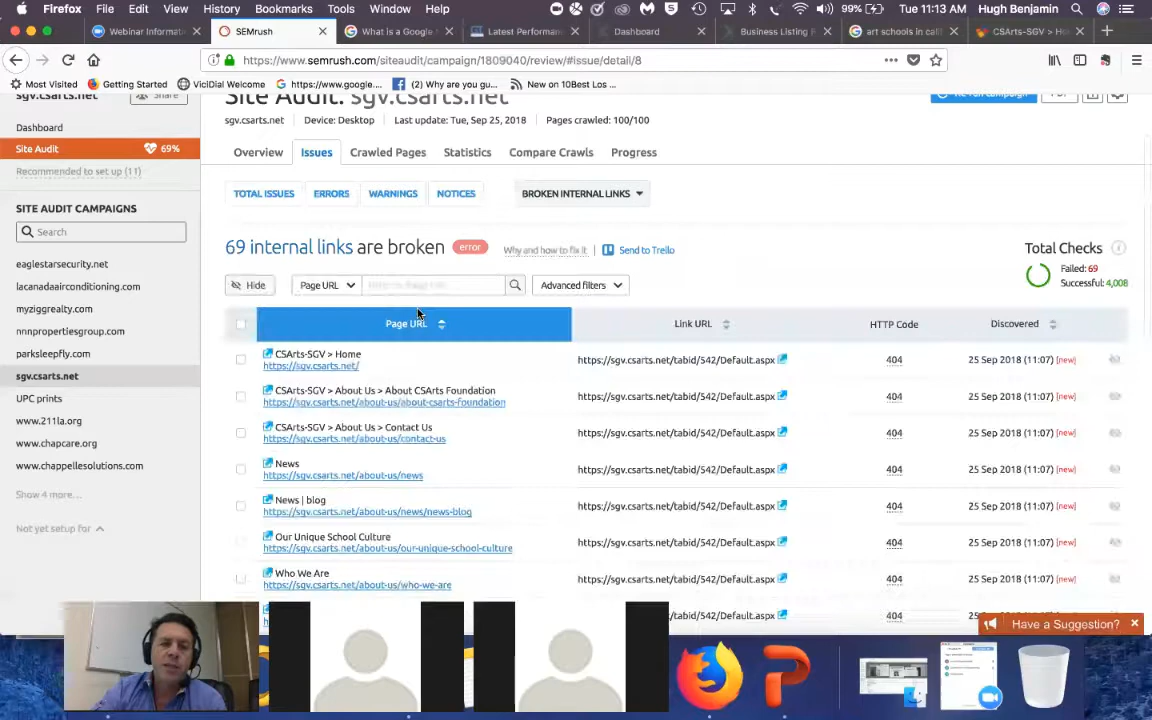 Firefox File Edit View History Bookmarks Tools Window Help 99% Tue 11:13 AM Hugh Benjamin
Webinar Informat SEMrush What is a Google Latest Performan Dashboard Business Listing art schools in cali CSArts-SGV > Ho
https://www.semrush.com/siteaudit/campaign/1809040/review/#issue/detail/8
Most Visited Getting Started ViciDial Welcome https://www.google... (2) Why are you gu... New on 10Best Los ...
sgv.csarts.net Share Site Audit: sgv.csarts.net
sgv.csarts.net Device: Desktop Last update: Tue, Sep 25, 2018 Pages crawled: 100/100
Dashboard
Site Audit 69%
Recommended to set up (11)
Overview Issues Crawled Pages Statistics Compare Crawls Progress
TOTAL ISSUES ERRORS WARNINGS NOTICES BROKEN INTERNAL LINKS
SITE AUDIT CAMPAIGNS
Search
eaglestarsecurity.net
lacanadaairconditioning.com
myziggrealty.com
nnnpropertiesgroup.com
parksleepfly.com
sgv.csarts.net
UPC prints
www.211la.org
www.chapcare.org
www.chappellesolutions.com
Show 4 more...
Not yet setup for
69 internal links are broken error Why and how to fix it Send to Trello
Total Checks
Failed: 69
Successful: 4,008
Hide Page URL Advanced filters
Page URL Link URL HTTP Code Discovered
CSArts-SGV > Home
https://sgv.csarts.net/ https://sgv.csarts.net/tabid/542/Default.aspx 404 25 Sep 2018 (11:07) [new]
CSArts-SGV > About Us > About CSArts Foundation
https://sgv.csarts.net/about-us/about-csarts-foundation https://sgv.csarts.net/tabid/542/Default.aspx 404 25 Sep 2018 (11:07) [new]
CSArts-SGV > About Us > Contact Us
https://sgv.csarts.net/about-us/contact-us https://sgv.csarts.net/tabid/542/Default.aspx 404 25 Sep 2018 (11:07) [new]
News
https://sgv.csarts.net/about-us/news https://sgv.csarts.net/tabid/542/Default.aspx 404 25 Sep 2018 (11:07) [new]
News | blog
https://sgv.csarts.net/about-us/news/news-blog https://sgv.csarts.net/tabid/542/Default.aspx 404 25 Sep 2018 (11:07) [new]
Our Unique School Culture
https://sgv.csarts.net/about-us/our-unique-school-culture https://sgv.csarts.net/tabid/542/Default.aspx 404 25 Sep 2018 (11:07) [new]
Who We Are
https://sgv.csarts.net/about-us/who-we-are https://sgv.csarts.net/tabid/542/Default.aspx 404 25 Sep 2018 (11:07) [new]
/tabid/542/Default.aspx 404 25 Sep 2018 (11:07) [new]
Have a Suggestion?